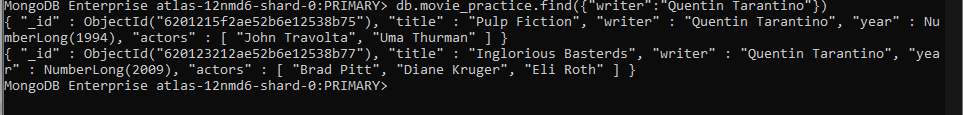 MongoDB Enterprise atlas-12nmd6-shard-0:PRIMARY> db.movie_practice.find({"writer":"Quentin Tarantino"})
{ "_id" : ObjectId("6201215f2ae52b6e12538b75"), "title" : "Pulp Fiction", "writer" : "Quentin Tarantino", "year" : Nu
mberLong(1994), "actors" : [ "John Travolta", "Uma Thurman" ] }
{ "_id" : ObjectId("620123212ae52b6e12538b77"), "title" : "Inglorious Basterds", "writer" : "Quentin Tarantino", "yea
r" : NumberLong(2009), "actors" : [ "Brad Pitt", "Diane Kruger", "Eli Roth" ] }
MongoDB Enterprise atlas-12nmd6-shard-0:PRIMARY>